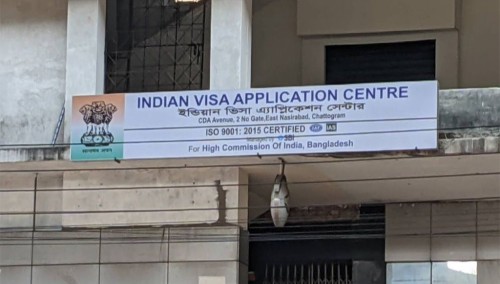 INDIAN VISA APPLICATION CENTRE
ইন্ডিয়ান ভিসা এ্যাপ্লিকেশন সেন্টার
CDA Avenue, 2 No Gate,East Nasirabad, Chattogram
ISO 9001: 2015 CERTIFIED
SBI
For High Commission Of India, Bangladesh